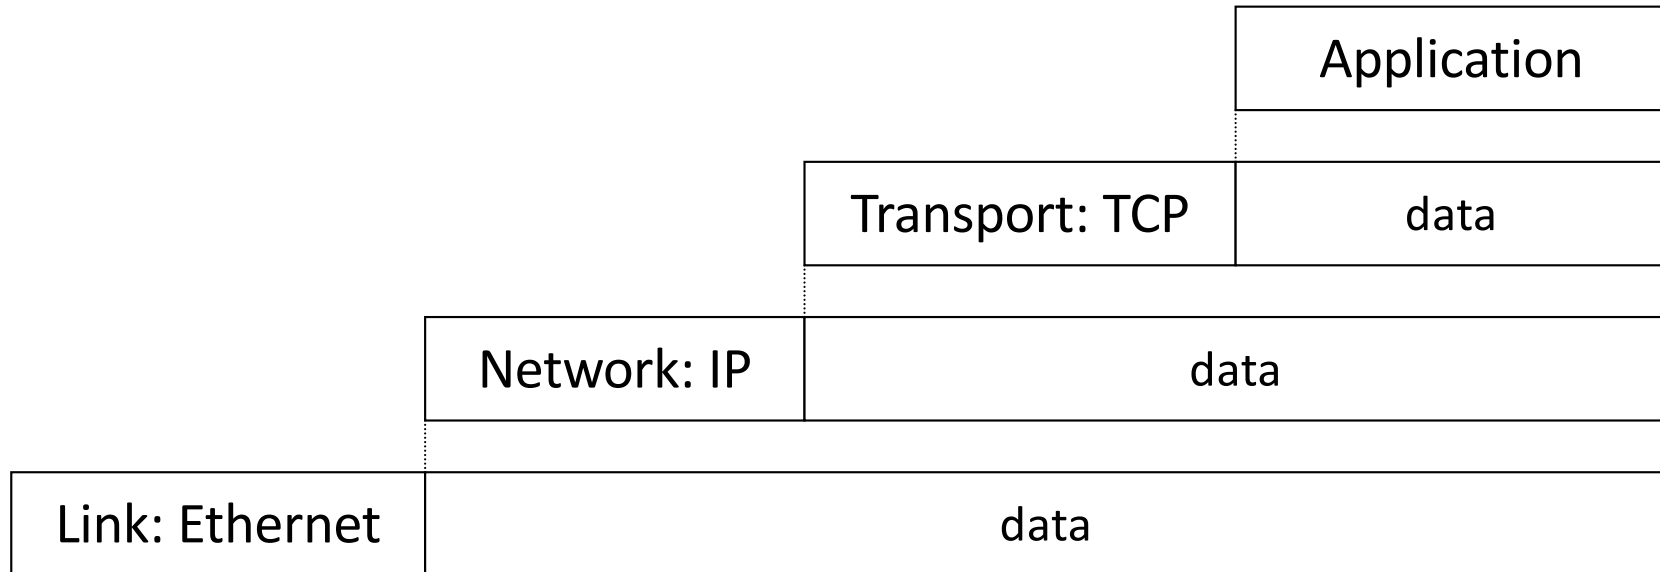 Application
Transport: TCP
data
Network: IP
data
Link: Ethernet
data